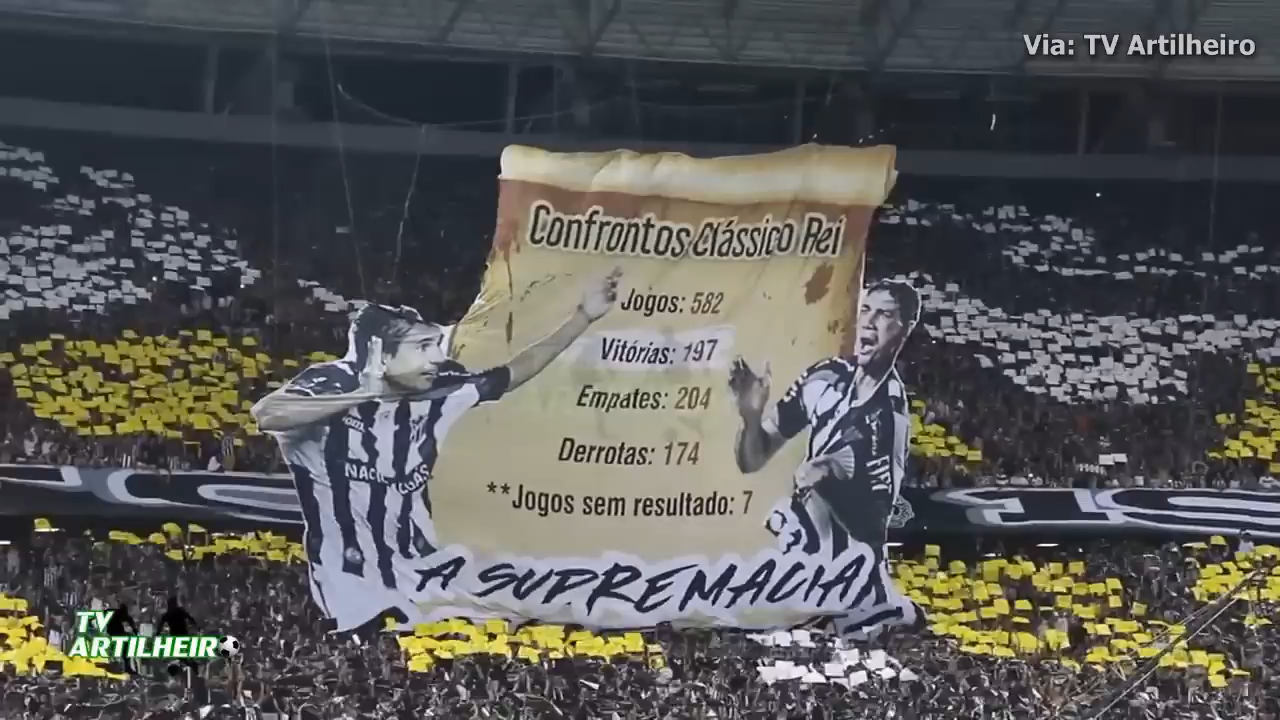 Via: TV Artilheiro
Confrontos Clássico Rei
Jogos: 582
Vitórias: 197
Empates: 204
Derrotas: 174
**Jogos sem resultado: 7
A SUPREMACIA
TV
ARTILHEIRO